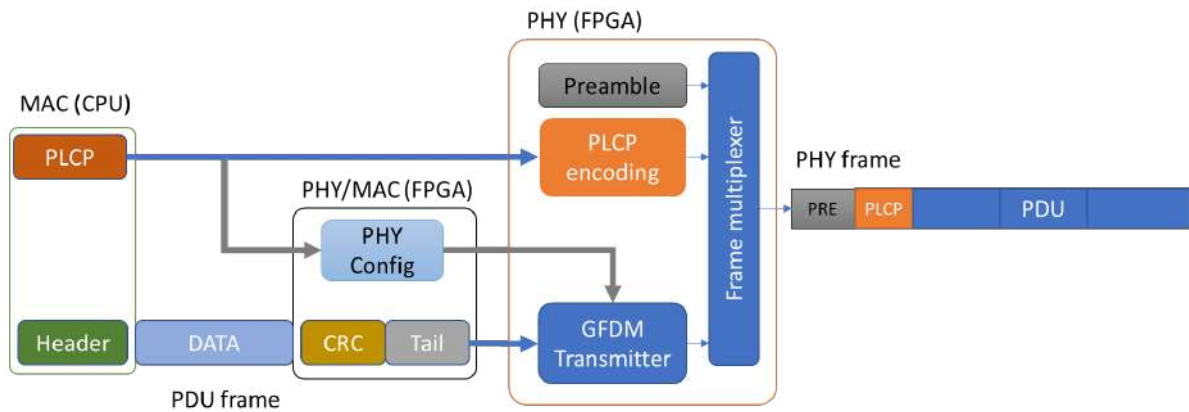 PHY (FPGA)
Preamble
MAC (CPU)
PLCP
PLCP
encoding
Frame multiplexer
PHY frame
PHY/MAC (FPGA)
PRE
PLCP
PDU
PHY
Config
Header
DATA
CRC
Tail
GFDM
Transmitter
PDU frame